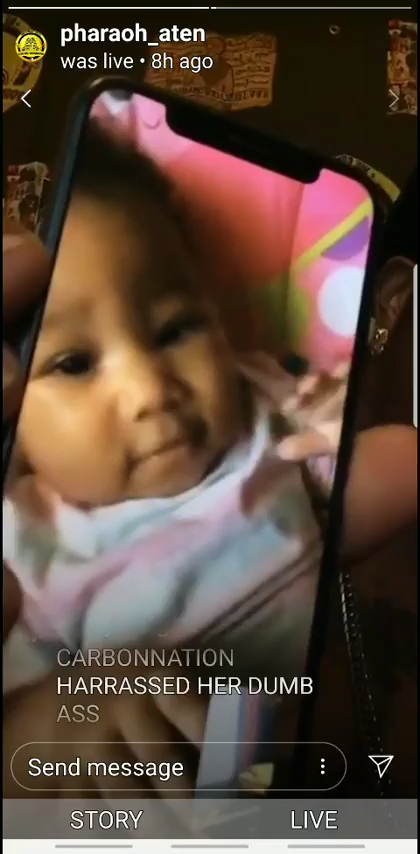 pharaoh_aten
was live • 8h ago
CARBONNATION
HARRASSED HER DUMB
ASS
Send message
STORY
LIVE